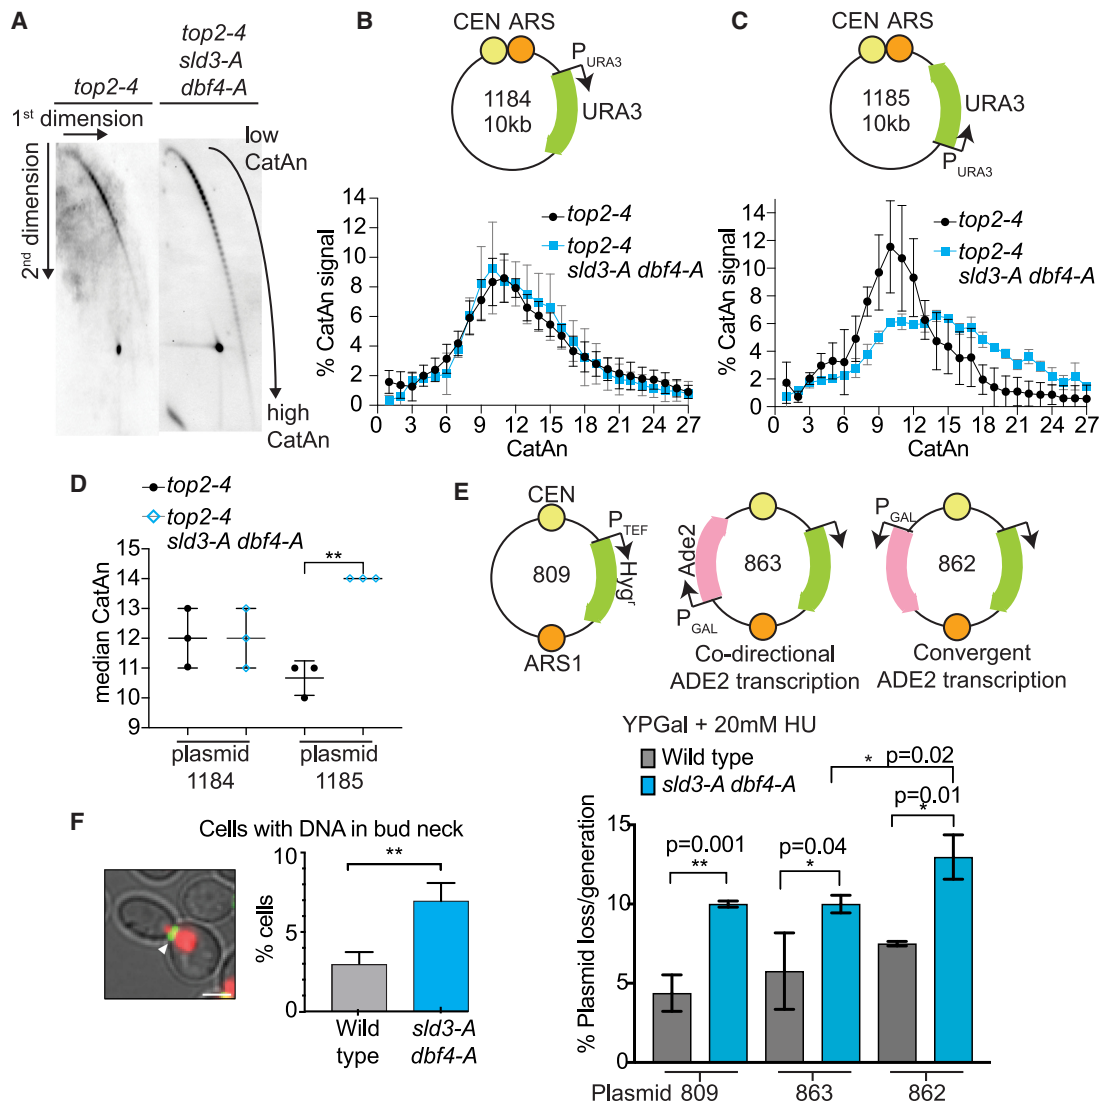 A
top2-4
top2-4
sld3-A
dbf4-A
1st dimension
2nd dimension
low
CatAn
high
CatAn
B
CEN ARS
PURA3
URA3
1184
10kb
top2-4
top2-4
sld3-A dbf4-A
% CatAn signal
14
12
10
8
6
4
2
0
0 3 6 9 12 15 18 21 24 27
CatAn
C
CEN ARS
1185
10kb
URA3
PURA3
top2-4
top2-4
sld3-A dbf4-A
% CatAn signal
14
12
10
8
6
4
2
0
0 3 6 9 12 15 18 21 24 27
CatAn
D
top2-4
top2-4
sld3-A dbf4-A
**
median CatAn
15
14
13
12
11
10
9
plasmid
1184
plasmid
1185
E
CEN
PTEF
Hygr
809
ARS1
Ade2
PGAL
863
Co-directional
ADE2 transcription
PGAL
862
Convergent
ADE2 transcription
YPGal + 20mM HU
Wild type
sld3-A dbf4-A
* p=0.02
p=0.01
*
p=0.001
**
p=0.04
*
% Plasmid loss/generation
15
10
5
0
Plasmid 809 863 862
F
Cells with DNA in bud neck
**
% cells
10
5
0
Wild
type
sld3-A
dbf4-A